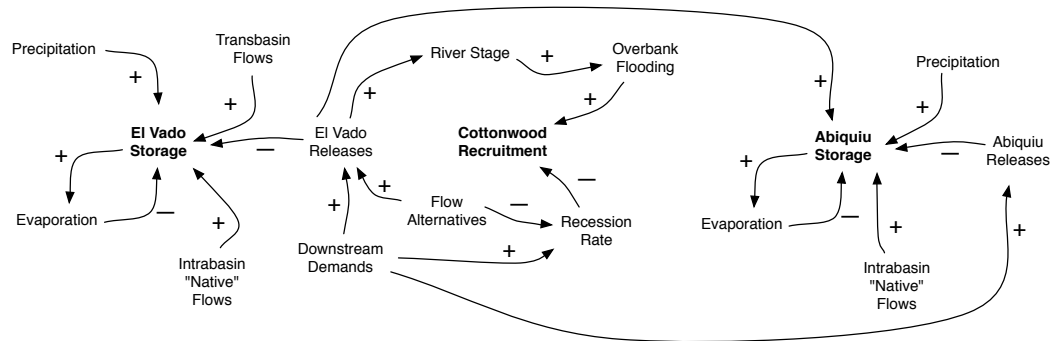 Precipitation
Transbasin
Flows
River Stage
Overbank
Flooding
Precipitation
+
+
+
+
+
+
+
El Vado
Storage
El Vado
Releases
Cottonwood
Recruitment
Abiquiu
Storage
Abiquiu
Releases
+
−
+
−
+
−
−
Evaporation
−
+
Flow
Alternatives
−
Recession
Rate
Evaporation
−
+
+
+
+
Downstream
Demands
+
Intrabasin
"Native"
Flows
Intrabasin
"Native"
Flows